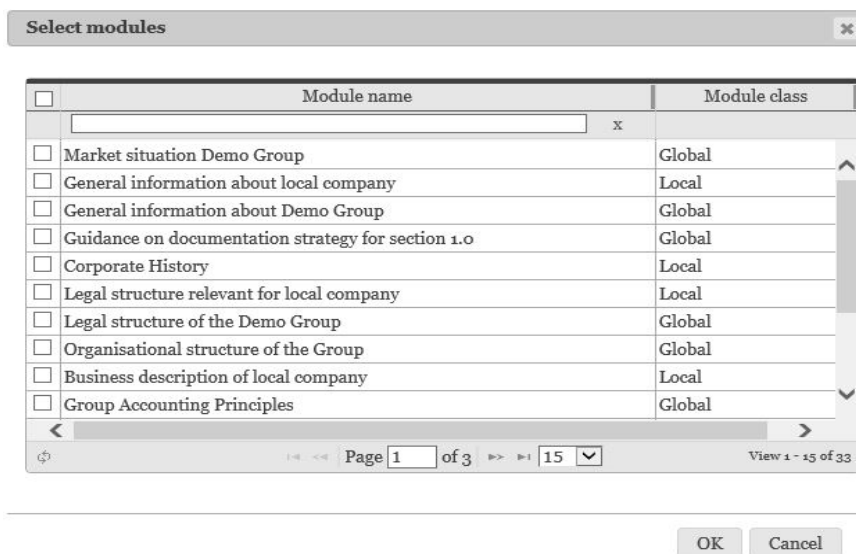 Select modules
Module name Module class
x
Market situation Demo Group Global
General information about local company Local
General information about Demo Group Global
Guidance on documentation strategy for section 1.0 Global
Corporate History Local
Legal structure relevant for local company Local
Legal structure of the Demo Group Global
Organisational structure of the Group Global
Business description of local company Local
Group Accounting Principles Global
Page 1 of 3 15 View 1 - 15 of 33
OK Cancel